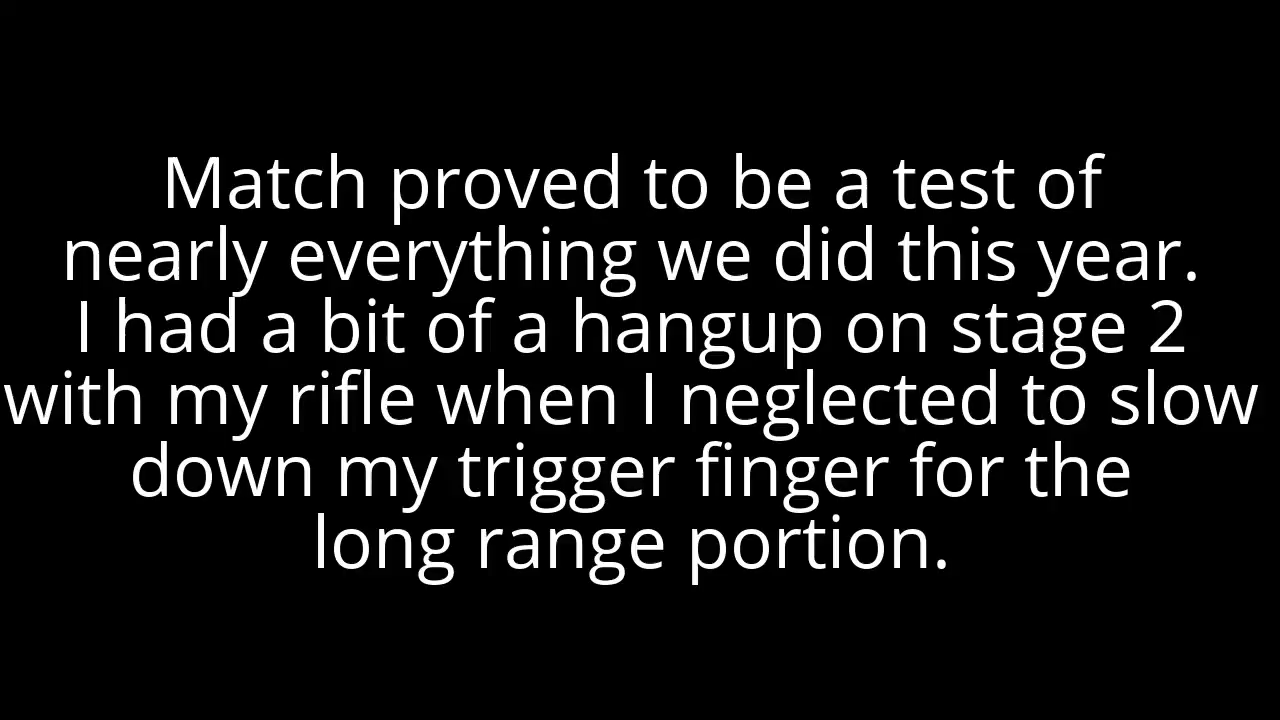 Match proved to be a test of
nearly everything we did this year.
I had a bit of a hangup on stage 2
with my rifle when I neglected to slow
down my trigger finger for the
long range portion.